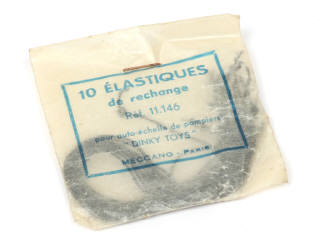 10 ÉLASTIQUES
de rechange
Réf. 11.146
pour auto-échelle de pompiers
"DINKY TOYS"
MECCANO - PARIS